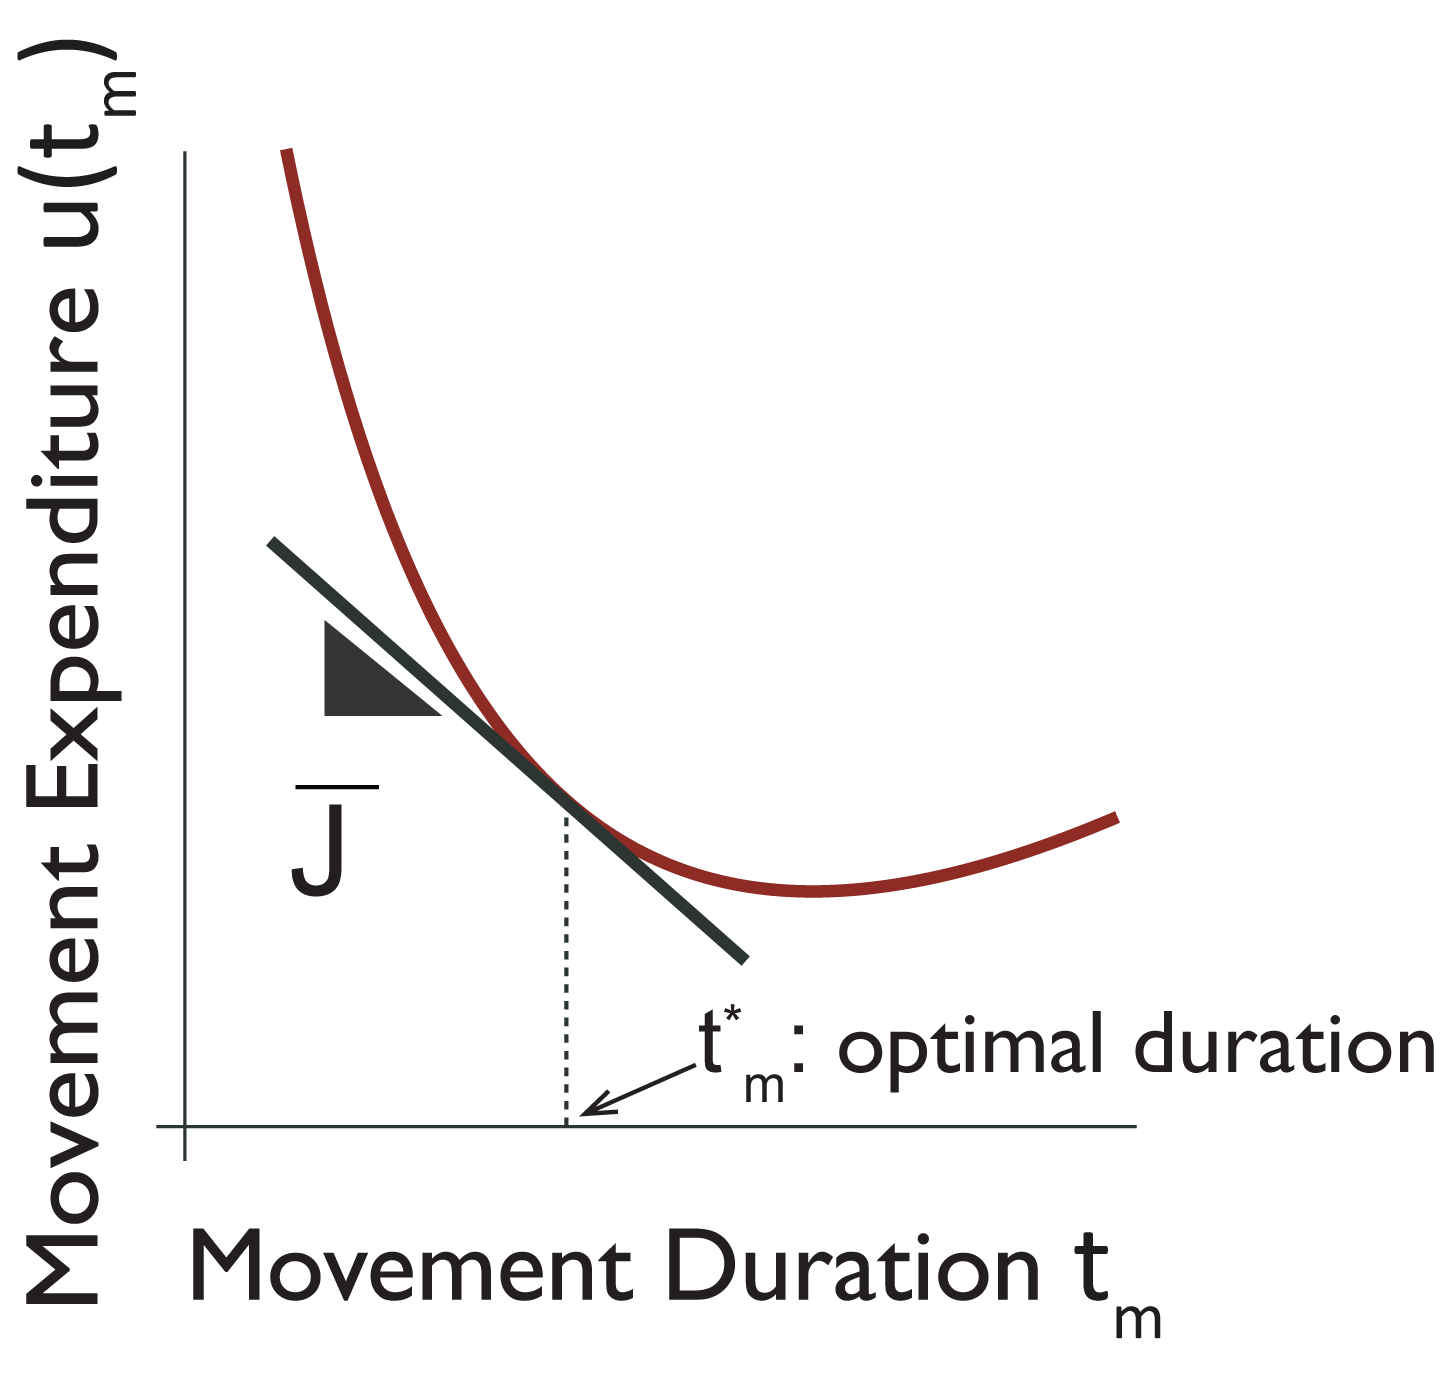 Movement Expenditure u(tₘ)
J̅
t*ₘ: optimal duration
Movement Duration tₘ